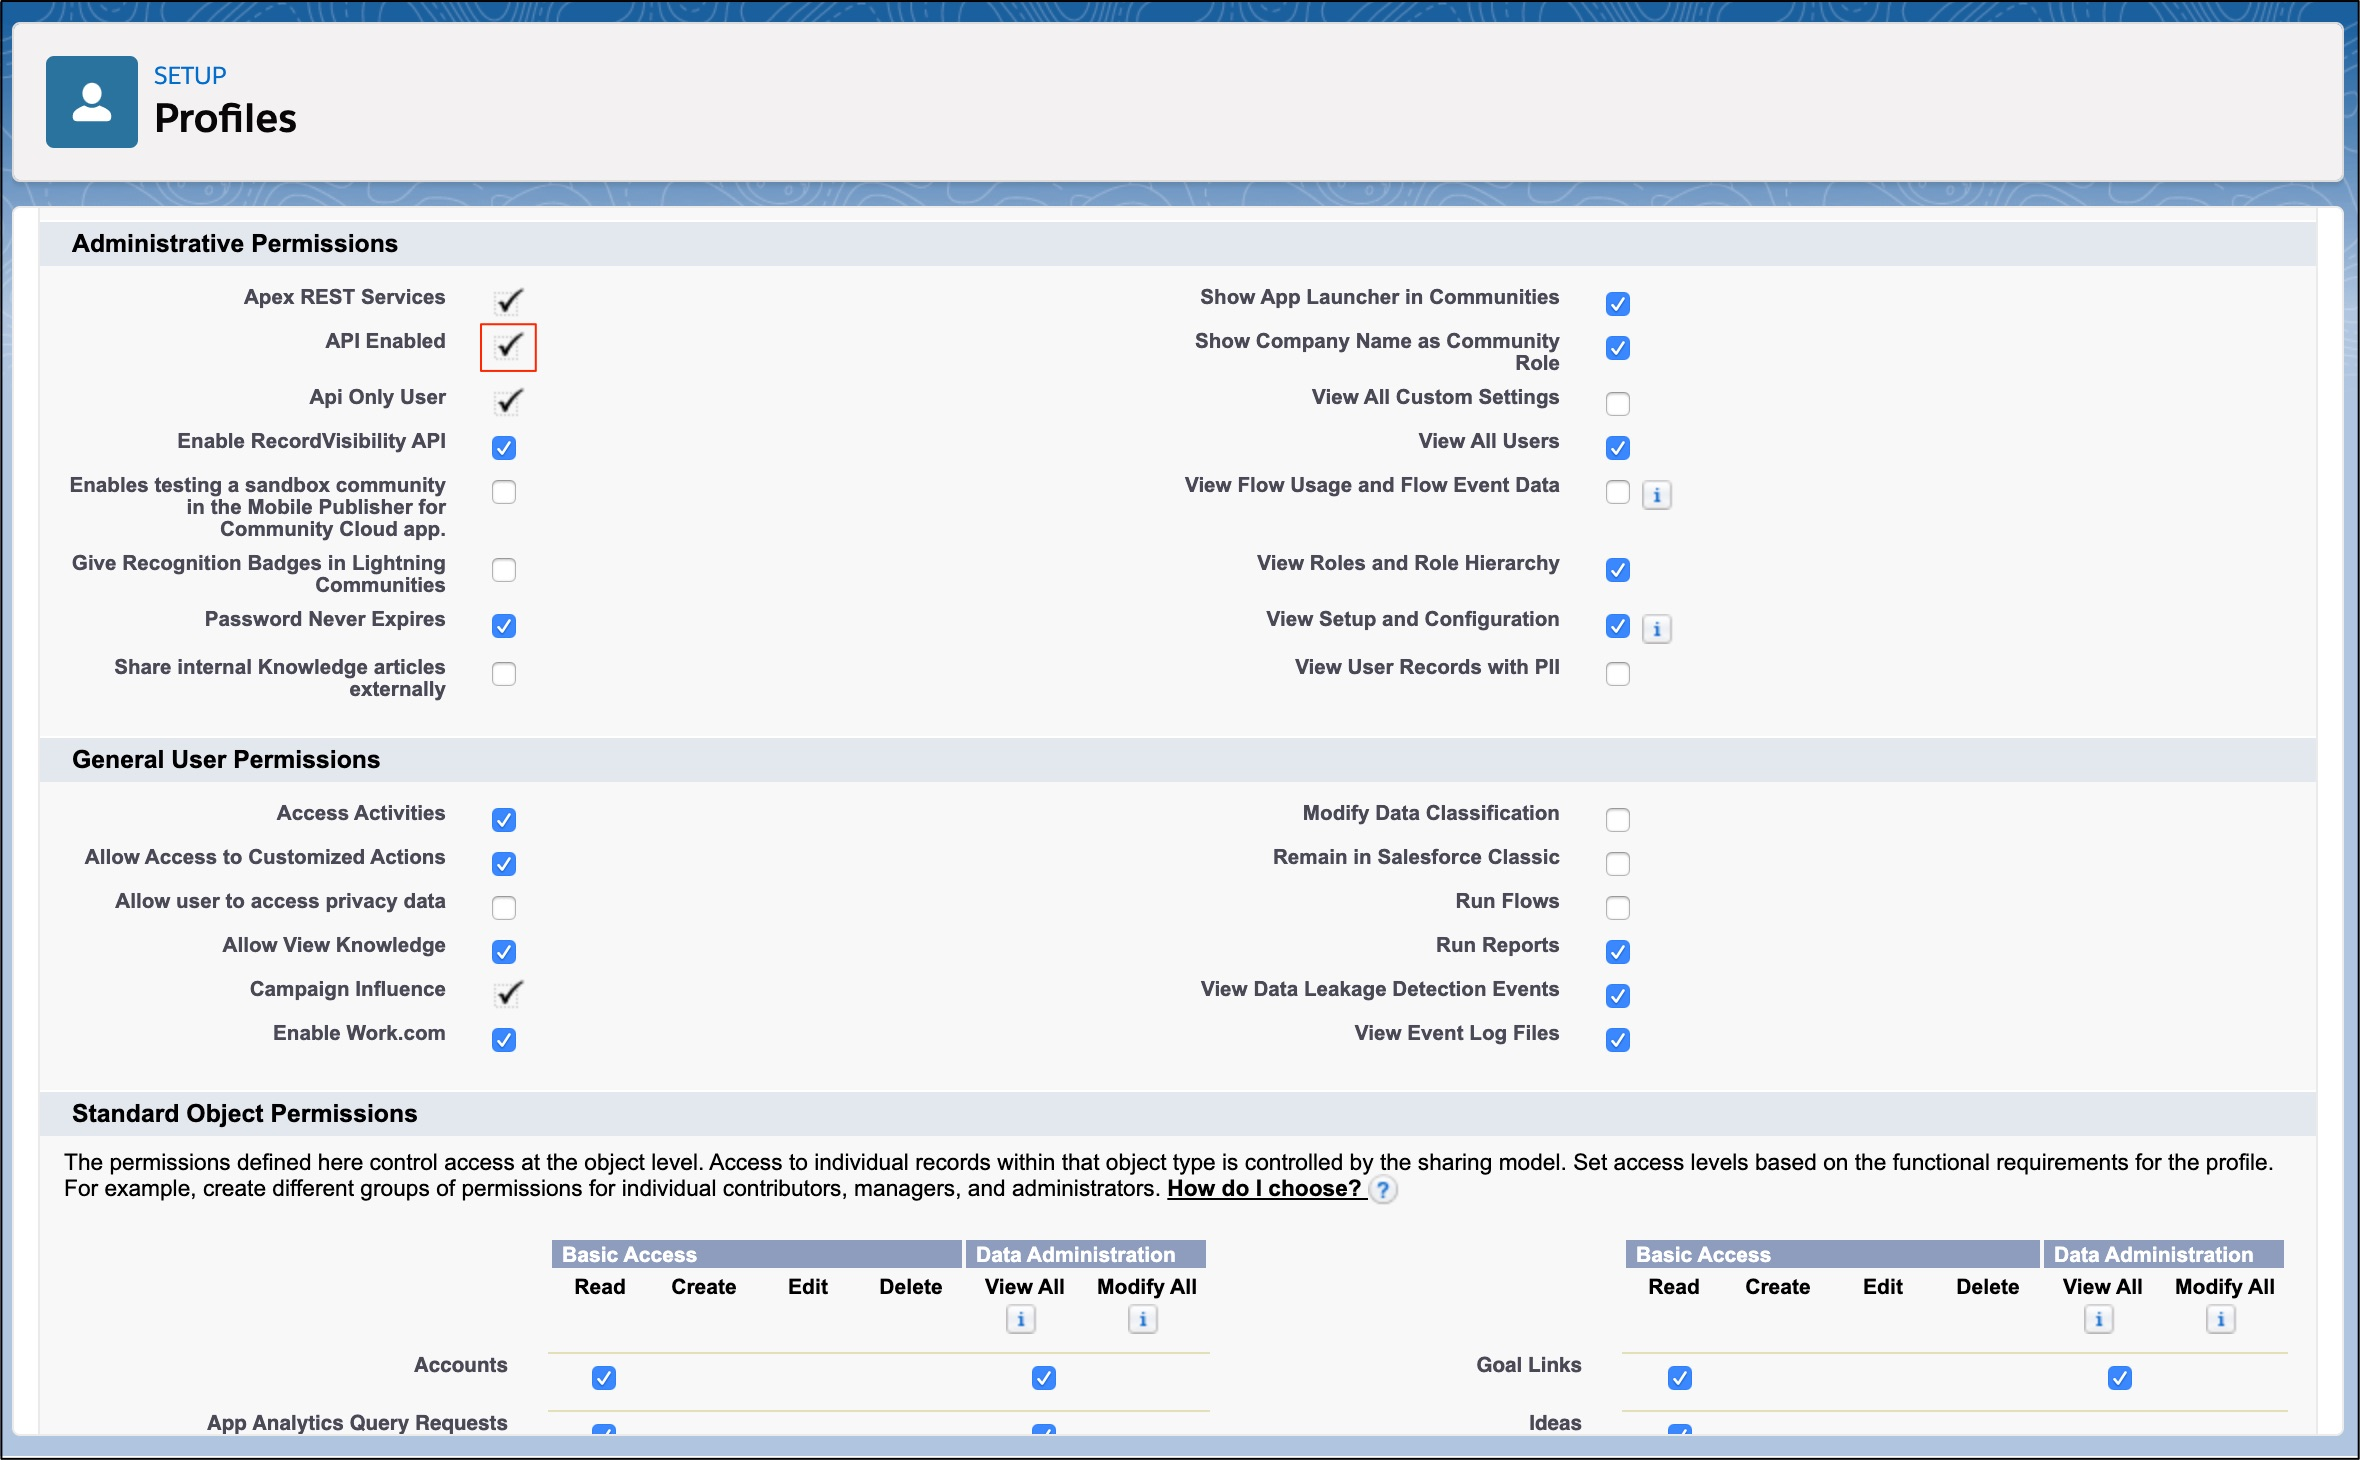 SETUP
Profiles
Administrative Permissions
Apex REST Services
Show App Launcher in Communities
API Enabled
Show Company Name as Community
Role
Api Only User
View All Custom Settings
Enable RecordVisibility API
View All Users
Enables testing a sandbox community
in the Mobile Publisher for
Community Cloud app.
View Flow Usage and Flow Event Data
i
Give Recognition Badges in Lightning
Communities
View Roles and Role Hierarchy
Password Never Expires
View Setup and Configuration
i
Share internal Knowledge articles
externally
View User Records with PII
General User Permissions
Access Activities
Modify Data Classification
Allow Access to Customized Actions
Remain in Salesforce Classic
Allow user to access privacy data
Run Flows
Allow View Knowledge
Run Reports
Campaign Influence
View Data Leakage Detection Events
Enable Work.com
View Event Log Files
Standard Object Permissions
The permissions defined here control access at the object level. Access to individual records within that object type is controlled by the sharing model. Set access levels based on the functional requirements for the profile.
For example, create different groups of permissions for individual contributors, managers, and administrators. How do I choose? ?
Basic Access Data Administration Basic Access Data Administration
Read Create Edit Delete View All Modify All Read Create Edit Delete View All Modify All
i i i i
Accounts Goal Links
App Analytics Query Requests Ideas